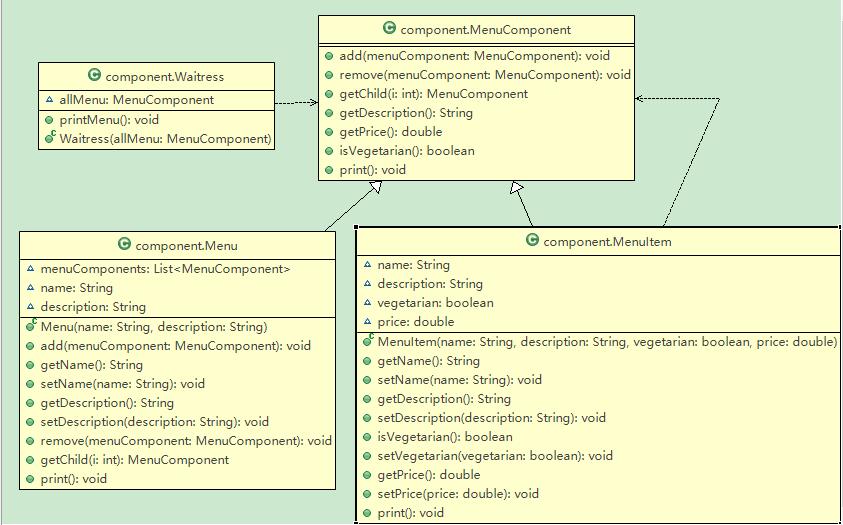 component.MenuComponent
add(menuComponent: MenuComponent): void
remove(menuComponent: MenuComponent): void
getChild(i: int): MenuComponent
getDescription(): String
getPrice(): double
isVegetarian(): boolean
print(): void
component.Waitress
allMenu: MenuComponent
printMenu(): void
Waitress(allMenu: MenuComponent)
component.Menu
menuComponents: List<MenuComponent>
name: String
description: String
Menu(name: String, description: String)
add(menuComponent: MenuComponent): void
getName(): String
setName(name: String): void
getDescription(): String
setDescription(description: String): void
remove(menuComponent: MenuComponent): void
getChild(i: int): MenuComponent
print(): void
component.MenuItem
name: String
description: String
vegetarian: boolean
price: double
MenuItem(name: String, description: String, vegetarian: boolean, price: double)
getName(): String
setName(name: String): void
getDescription(): String
setDescription(description: String): void
isVegetarian(): boolean
setVegetarian(vegetarian: boolean): void
getPrice(): double
setPrice(price: double): void
print(): void